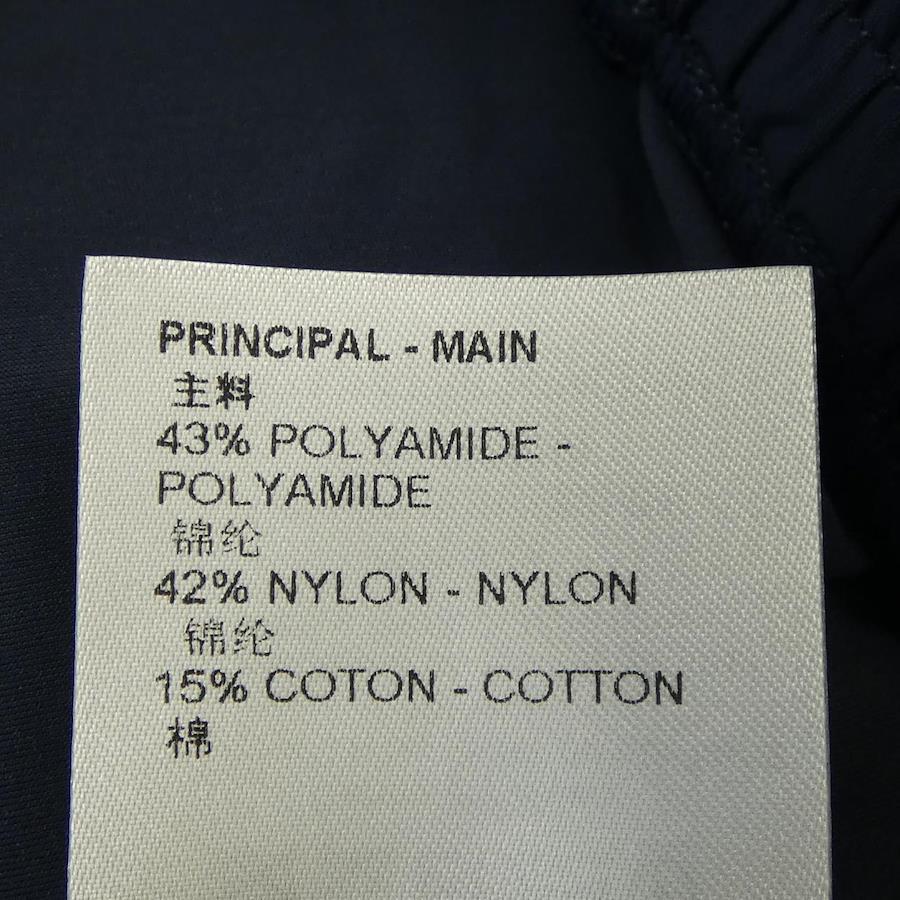 PRINCIPAL - MAIN
主料
43% POLYAMIDE -
POLYAMIDE
锦纶
42% NYLON - NYLON
锦纶
15% COTON - COTTON
棉